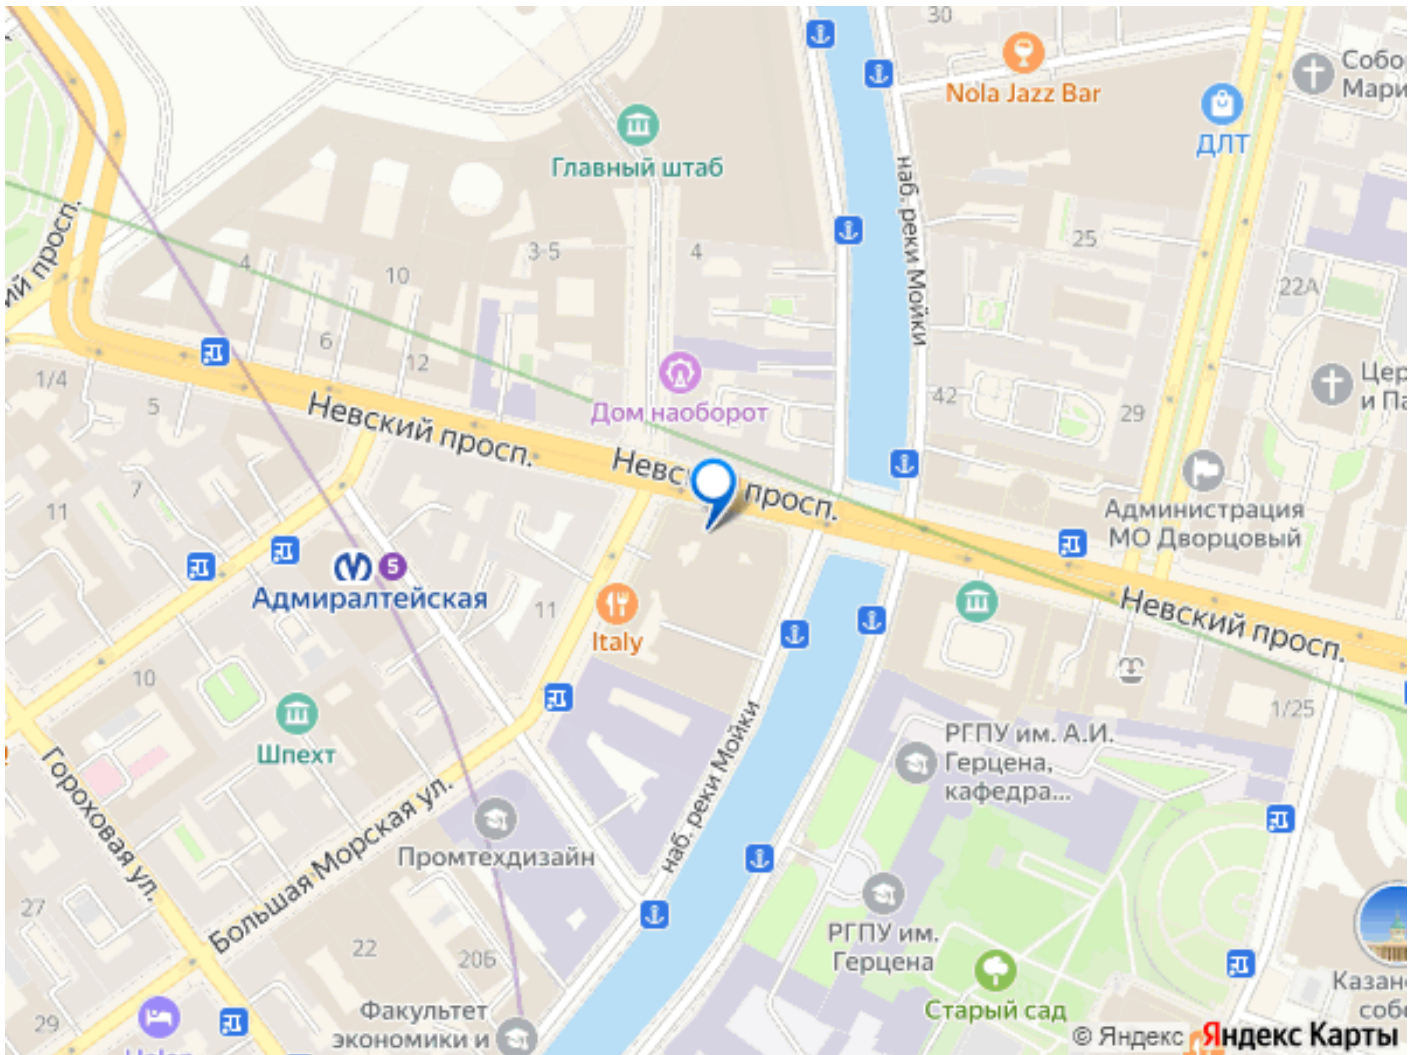 30
Nola Jazz Bar
Собо
Мари
ДЛТ
Главный штаб
наб. реки Мойки
ий просп.
4
10
3-5
4
25
22А
6
12
1/4
5
Дом наоборот
42
29
Цер
и Па
Невский просп.
Невс
просп.
7
11
Администрация
МО Дворцовый
5
Адмиралтейская
11
Italy
Невский просп.
10
Шпехт
1/25
РГПУ им. А.И.
Герцена,
кафедра...
наб. реки Мойки
Гороховая ул.
Большая Морская ул.
Промтехдизайн
27
22
20Б
РГПУ им.
Герцена
Старый сад
Казан
собо
29
Факультет
экономики и
© Яндекс
Яндекс Карты